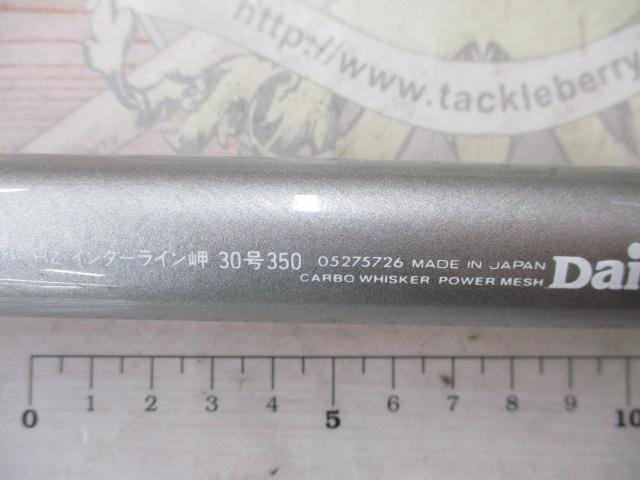 http://www.
www.tackleberry
HZ インターライン岬 30号350 05275726 MADE IN JAPAN
CARBO WHISKER POWER MESH
Dai
0 1 2 3 4 5 6 7 8 9 10